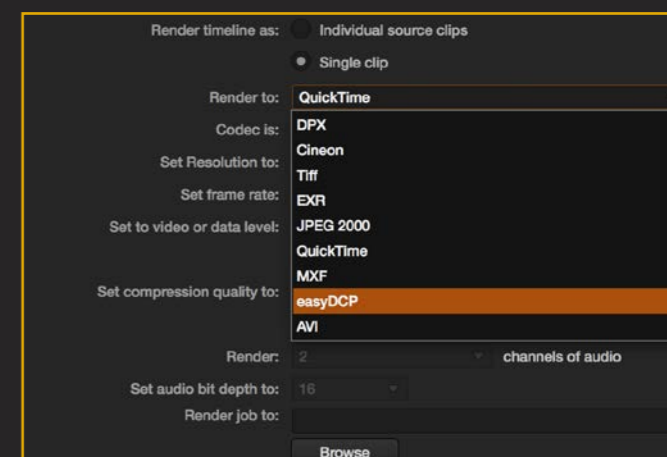 Render timeline as: Individual source clips
Single clip
Render to: QuickTime
Codec is: DPX
Cineon
Set Resolution to:
Tiff
Set frame rate: EXR
Set to video or data level: JPEG 2000
QuickTime
MXF
Set compression quality to:
easyDCP
AVI
Render: 2 channels of audio
Set audio bit depth to: 16
Render job to:
Browse